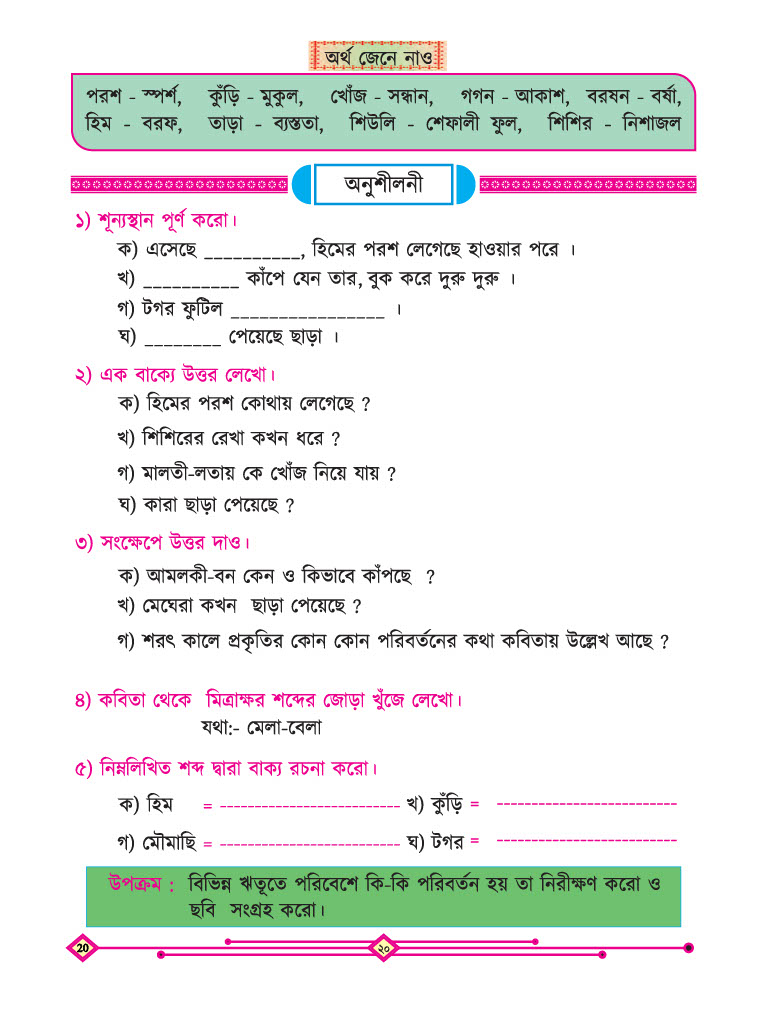 অর্থ জেনে নাও
পরশ - স্পর্শ, কুঁড়ি - মুকুল, খোঁজ - সন্ধান, গগন - আকাশ, বরষন - বর্ষা,
হিম - বরফ, তাড়া - ব্যস্ততা, শিউলি - শেফালী ফুল, শিশির - নিশাজল
অনুশীলনী
১) শূন্যস্থান পূর্ণ করো।
ক) এসেছে __________, হিমের পরশ লেগেছে হাওয়ার পরে ।
খ) __________ কাঁপে যেন তার, বুক করে দুরু দুরু ।
গ) টগর ফুটিল ________________ ।
ঘ) ________ পেয়েছে ছাড়া ।
২) এক বাক্যে উত্তর লেখো।
ক) হিমের পরশ কোথায় লেগেছে ?
খ) শিশিরের রেখা কখন ধরে ?
গ) মালতী-লতায় কে খোঁজ নিয়ে যায় ?
ঘ) কারা ছাড়া পেয়েছে ?
৩) সংক্ষেপে উত্তর দাও।
ক) আমলকী-বন কেন ও কিভাবে কাঁপছে ?
খ) মেঘেরা কখন ছাড়া পেয়েছে ?
গ) শরৎ কালে প্রকৃতির কোন কোন পরিবর্তনের কথা কবিতায় উল্লেখ আছে ?
৪) কবিতা থেকে মিত্রাক্ষর শব্দের জোড়া খুঁজে লেখো।
যথা:- মেলা-বেলা
৫) নিম্নলিখিত শব্দ দ্বারা বাক্য রচনা করো।
ক) হিম = -------------------------- খ) কুঁড়ি = --------------------------
গ) মৌমাছি = -------------------------- ঘ) টগর = --------------------------
উপক্রম : বিভিন্ন ঋতূতে পরিবেশে কি-কি পরিবর্তন হয় তা নিরীক্ষণ করো ও
ছবি সংগ্রহ করো।
20 ২০